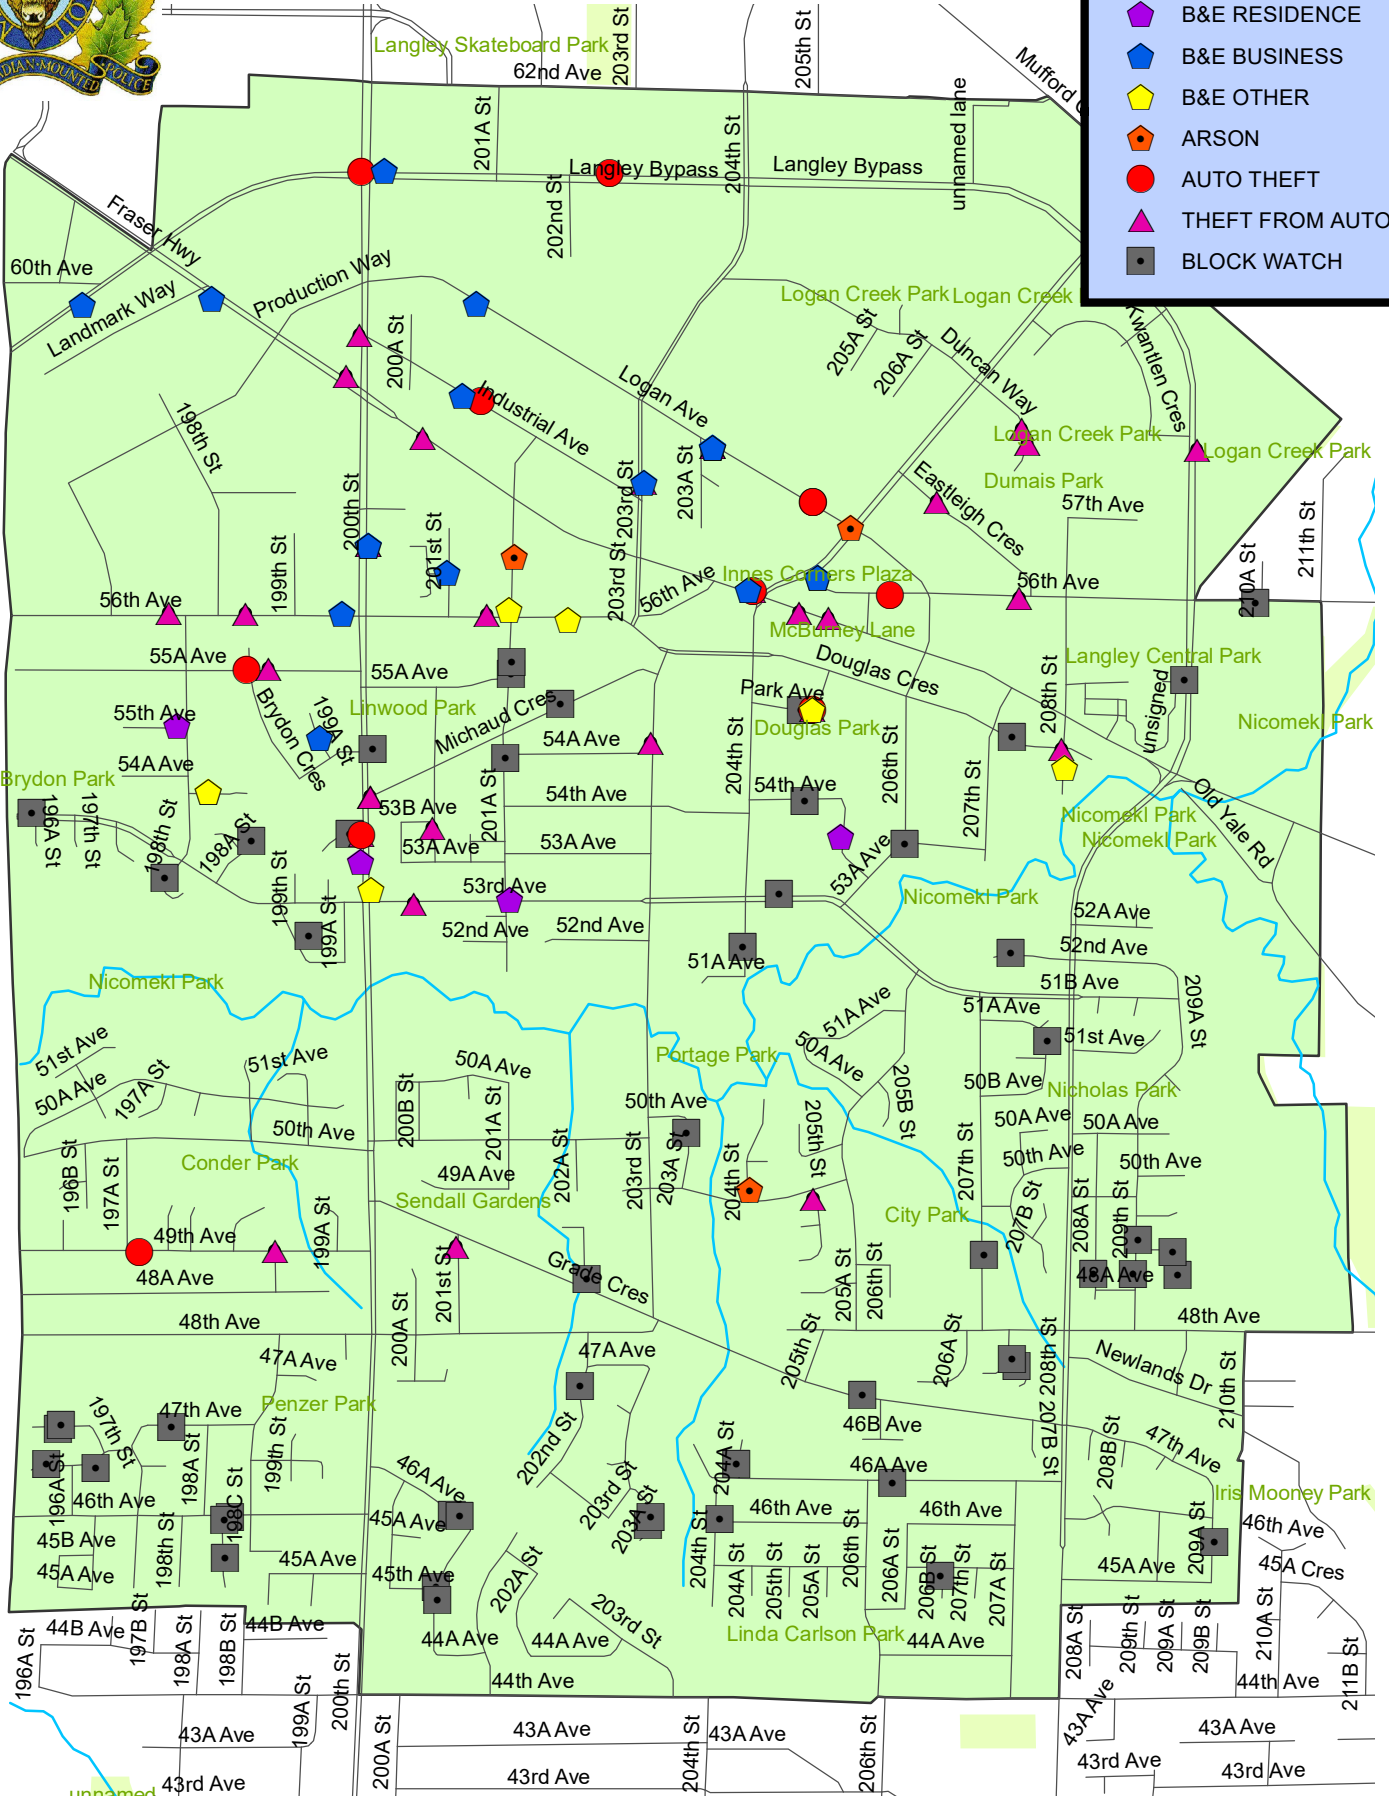 B&E RESIDENCE
B&E BUSINESS
B&E OTHER
ARSON
AUTO THEFT
THEFT FROM AUTO
BLOCK WATCH
DIAN-MOUNTED
POLICE
Langley Skateboard Park
62nd Ave
203rd St
205th St
Mufford
unnamed lane
201A St
204th St
202nd St
Langley Bypass
Langley Bypass
Fraser Hwy
60th Ave
Landmark Way
Production Way
200A St
Logan Creek Park
Logan Creek
205A St
206A St
Duncan Way
Kwantlen Cres
Logan Ave
Industrial Ave
198th St
200th St
203rd St
203A St
Logan Creek Park
Logan Creek Park
Dumais Park
Eastleigh Cres
57th Ave
211th St
210A St
199th St
201st St
203rd St
56th Ave
56th Ave
56th Ave
Innes Corners Plaza
McBurney Lane
Douglas Cres
55A Ave
55A Ave
Langley Central Park
208th St
unsigned
Nicomekl Park
55th Ave
Brydon Cres
199A St
Linwood Park
Michaud Cres
Park Ave
Douglas Park
54A Ave
54A Ave
204th St
206th St
207th St
Brydon Park
54th Ave
54th Ave
53B Ave
201A St
196A St
197th St
198th St
198A St
53A Ave
53A Ave
53A Ave
Nicomekl Park
Nicomekl Park
Old Yale Rd
199th St
199A St
53rd Ave
52nd Ave
52nd Ave
51A Ave
Nicomekl Park
52A Ave
52nd Ave
51B Ave
209A St
Nicomekl Park
51A Ave
51A Ave
51st Ave
51st Ave
50A Ave
197A St
51st Ave
50A Ave
200B St
201A St
Portage Park
50A Ave
205B St
50B Ave
Nicholas Park
50A Ave
50A Ave
50th Ave
50th Ave
50th Ave
50th Ave
196B St
197A St
Conder Park
49A Ave
Sendall Gardens
202A St
203rd St
203A St
204th St
205th St
207th St
207B St
208A St
209th St
City Park
49th Ave
48A Ave
199A St
201st St
Grade Cres
205A St
206th St
48A Ave
48th Ave
48th Ave
200A St
47A Ave
47A Ave
205th St
206A St
208th St
Newlands Dr
210th St
Penzer Park
197th St
47th Ave
198A St
199th St
202nd St
46B Ave
46A Ave
207B St
208B St
47th Ave
196A St
46th Ave
198C St
46A Ave
45A Ave
203rd St
203A St
204A St
204th St
46th Ave
46th Ave
Iris Mooney Park
46th Ave
45B Ave
45A Ave
198th St
45A Ave
45th Ave
202A St
204A St
205th St
205A St
206th St
206A St
206B St
207th St
207A St
45A Ave
209A St
45A Cres
44B Ave
197B St
198A St
198B St
44B Ave
44A Ave
44A Ave
203rd St
Linda Carlson Park
44A Ave
208A St
209th St
209A St
209B St
210A St
211B St
196A St
199A St
200th St
44th Ave
44th Ave
43A Ave
200A St
43A Ave
204th St
43A Ave
206th St
43A Ave
43A Ave
43rd Ave
43rd Ave
43rd Ave
43rd Ave
unnamed